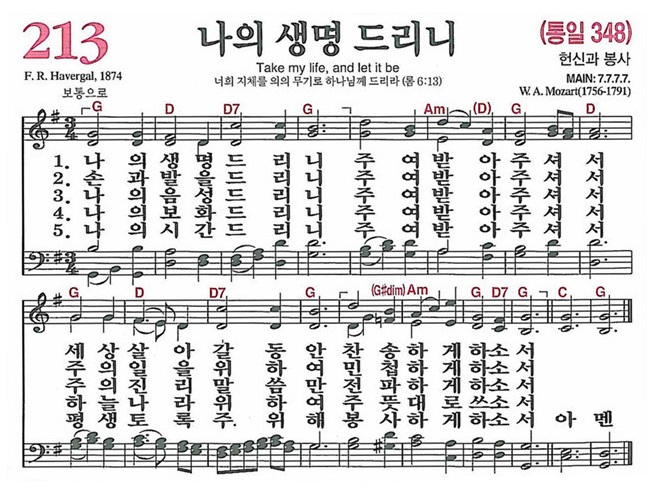 213 나의 생명 드리니 (통일 348)
Take my life, and let it be
F. R. Havergal, 1874 너희 지체를 의의 무기로 하나님께 드리라 (롬 6:13) 헌신과 봉사
MAIN: 7.7.7.7.
보통으로 W. A. Mozart(1756-1791)
G D D7 G Am (D) G D
3 4
1. 나 의 생 명 드 리 니 주 여 받 아 주 셔 서
2. 손 과 발 을 드 리 니 주 여 받 아 주 셔 서
3. 나 의 음 성 드 리 니 주 여 받 아 주 셔 서
4. 나 의 보 화 드 리 니 주 여 받 아 주 셔 서
5. 나 의 시 간 드 리 니 주 여 받 아 주 셔 서
3 4
G D D7 G (G#dim) Am G D7 G C G
세 상 살 아 갈 동 안 찬 송 하 게 하 소 서
주 의 일 을 위 하 여 민 첩 하 게 하 소 서
주 의 진 리 말 씀 만 전 파 하 게 하 소 서
하 늘 나 라 위 하 여 주 뜻 대 로 쓰 소 서
평 생 토 록 주 위 해 봉 사 하 게 하 소 서 아 멘